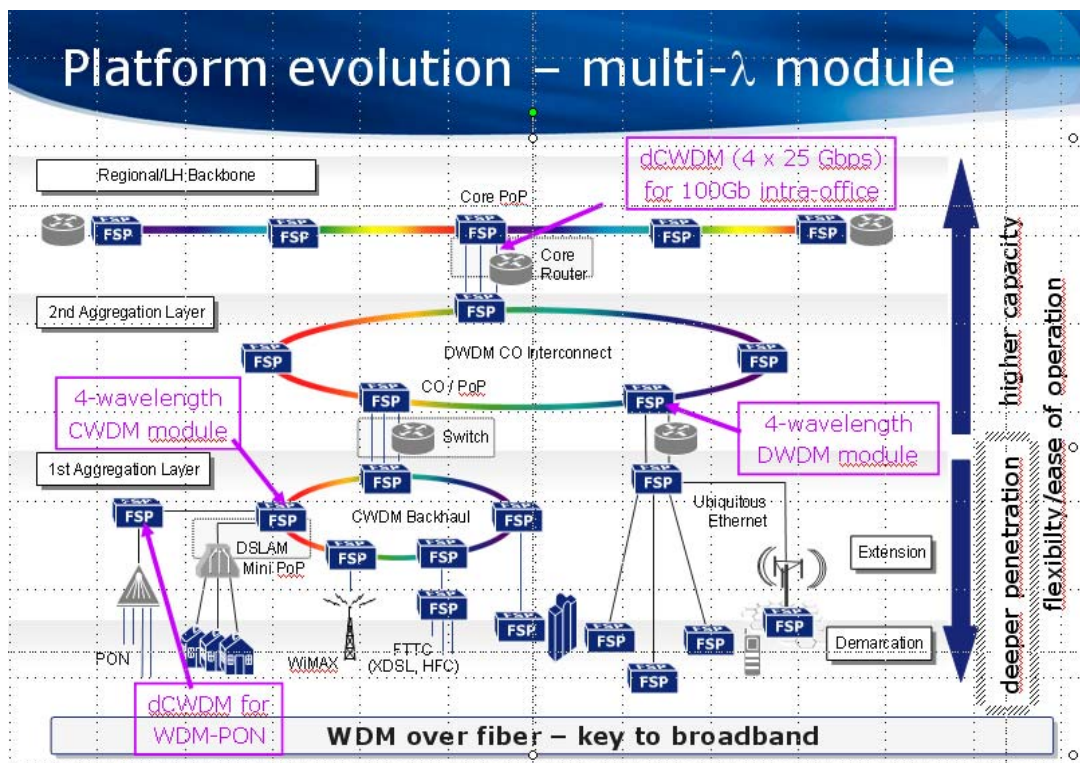 Platform evolution – multi-λ module
dCWDM (4 x 25 Gbps)
for 100Gb intra-office
Regional/LH Backbone
Core PoP
FSP
FSP
FSP
FSP
FSP
Core
Router
FSP
2nd Aggregation Layer
DWDM CO Interconnect
FSP
FSP
CO / PoP
FSP
FSP
4-wavelength
CWDM module
Switch
4-wavelength
DWDM module
1st Aggregation Layer
FSP
FSP
FSP
FSP
CWDM Backhaul
FSP
FSP
Ubiquitous
Ethernet
FSP
FSP
DSLAM
Mini PoP
Extension
FSP
FSP
FSP
FSP
FSP
FSP
Demarcation
PON
WiMAX
FTTC
(XDSL, HFC)
dCWDM for
WDM-PON
higher capacity
flexibilty/ease of operation
deeper penetration
WDM over fiber – key to broadband